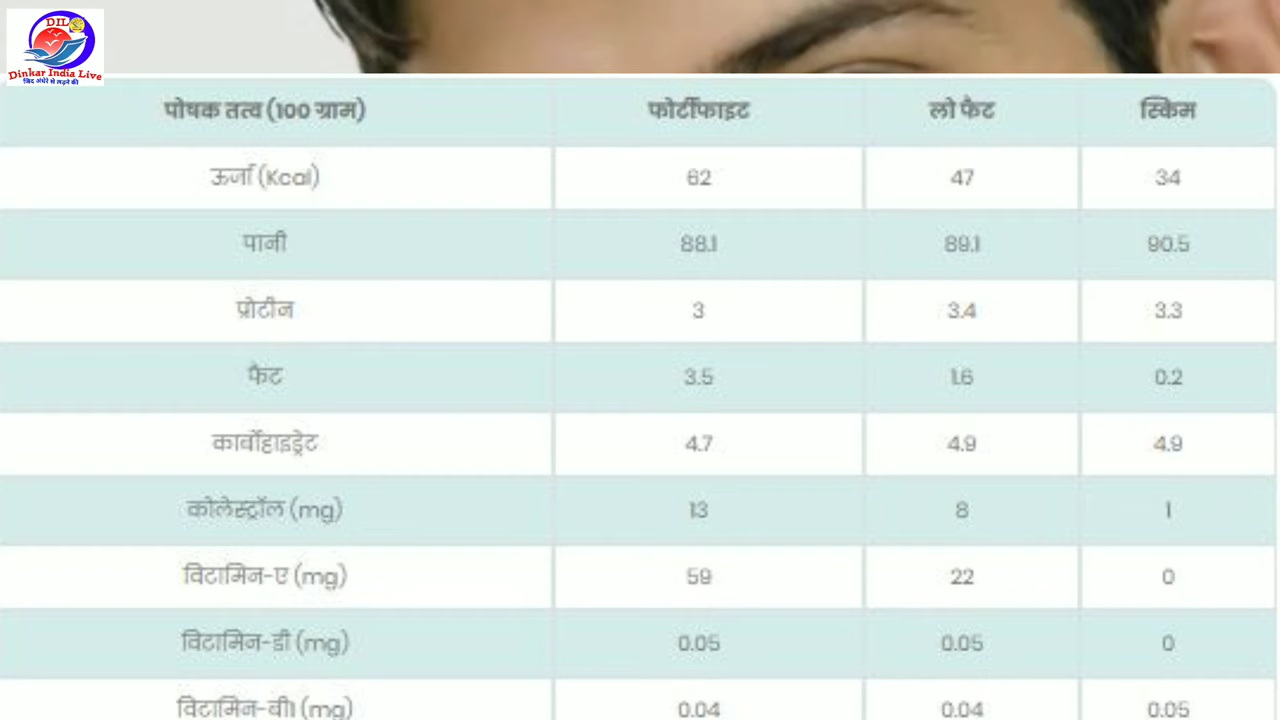 DIL
Dinkar India Live
ज़िद अंधेरे से लड़ने की
पोषक तत्व (100 ग्राम) फोर्टीफाइट लो फैट स्किम
ऊर्जा (Kcal) 62 47 34
पानी 88.1 89.1 90.5
प्रोटीन 3 3.4 3.3
फैट 3.5 1.6 0.2
कार्बोहाइड्रेट 4.7 4.9 4.9
कोलेस्ट्रॉल (mg) 13 8 1
विटामिन-ए (mg) 59 22 0
विटामिन-डी (mg) 0.05 0.05 0
विटामिन-बी1 (mg) 0.04 0.04 0.05